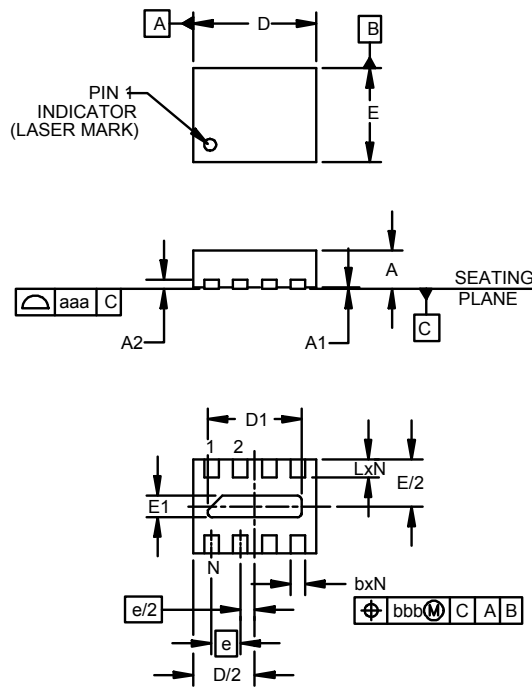 A
D
B
PIN 1
INDICATOR
(LASER MARK)
E
A
SEATING
PLANE
aaa C
A2
A1
C
D1
1 2
LxN
E/2
E1
N
bxN
e/2
bbb M C A B
e
D/2